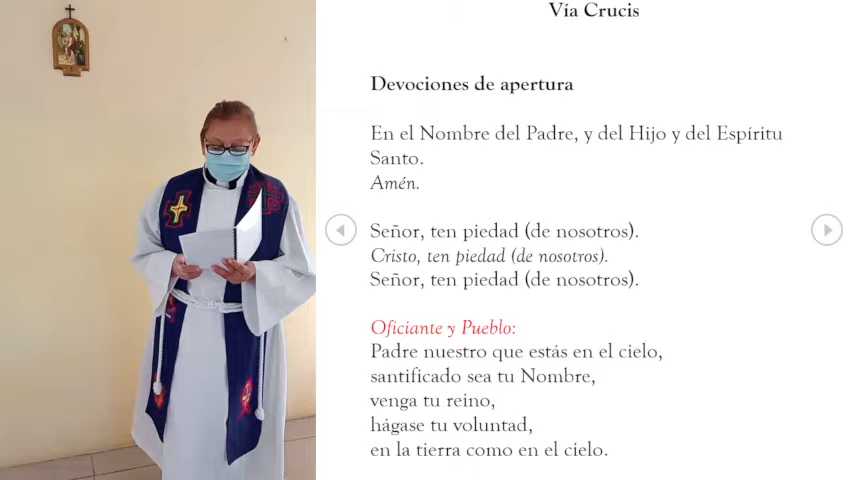 Vía Crucis
Devociones de apertura
En el Nombre del Padre, y del Hijo y del Espíritu
Santo.
Amén.
Señor, ten piedad (de nosotros).
Cristo, ten piedad (de nosotros).
Señor, ten piedad (de nosotros).
Oficiante y Pueblo:
Padre nuestro que estás en el cielo,
santificado sea tu Nombre,
venga tu reino,
hágase tu voluntad,
en la tierra como en el cielo.